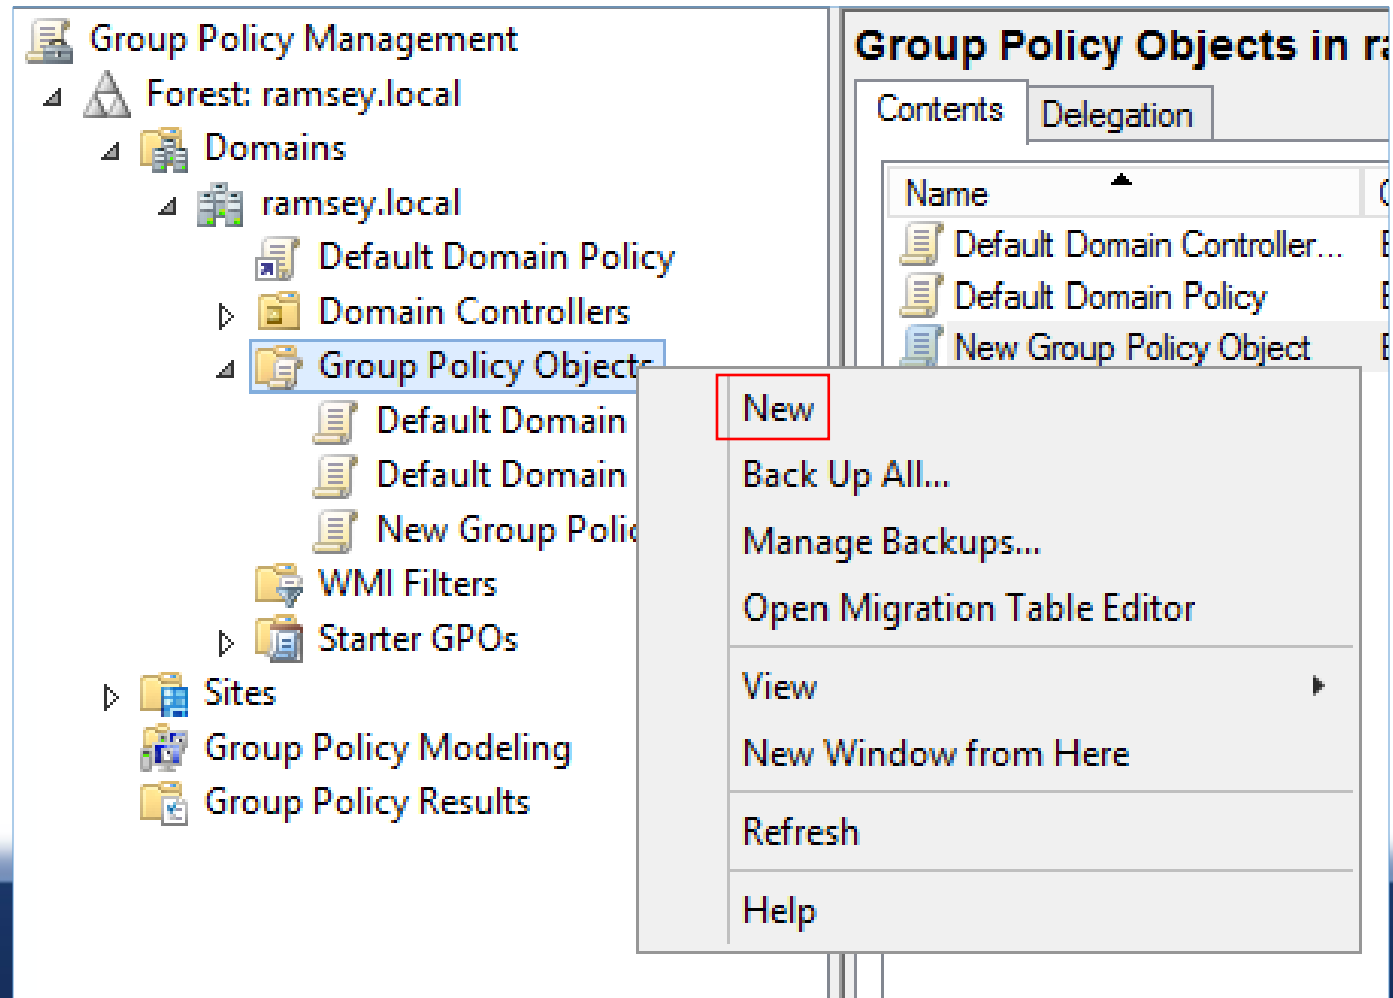 Group Policy Management
Forest: ramsey.local
Domains
ramsey.local
Default Domain Policy
Domain Controllers
Group Policy Objects
Default Domain
Default Domain
New Group
WMI Filters
Starter GPOs
Sites
Group Policy Modeling
Group Policy Results
Group Policy Objects in
Contents
Delegation
Name
Default Domain Controller...
Default Domain Policy
New Group Policy Object
New
Back Up All...
Manage Backups...
Open Migration Table Editor
View
New Window from Here
Refresh
Help